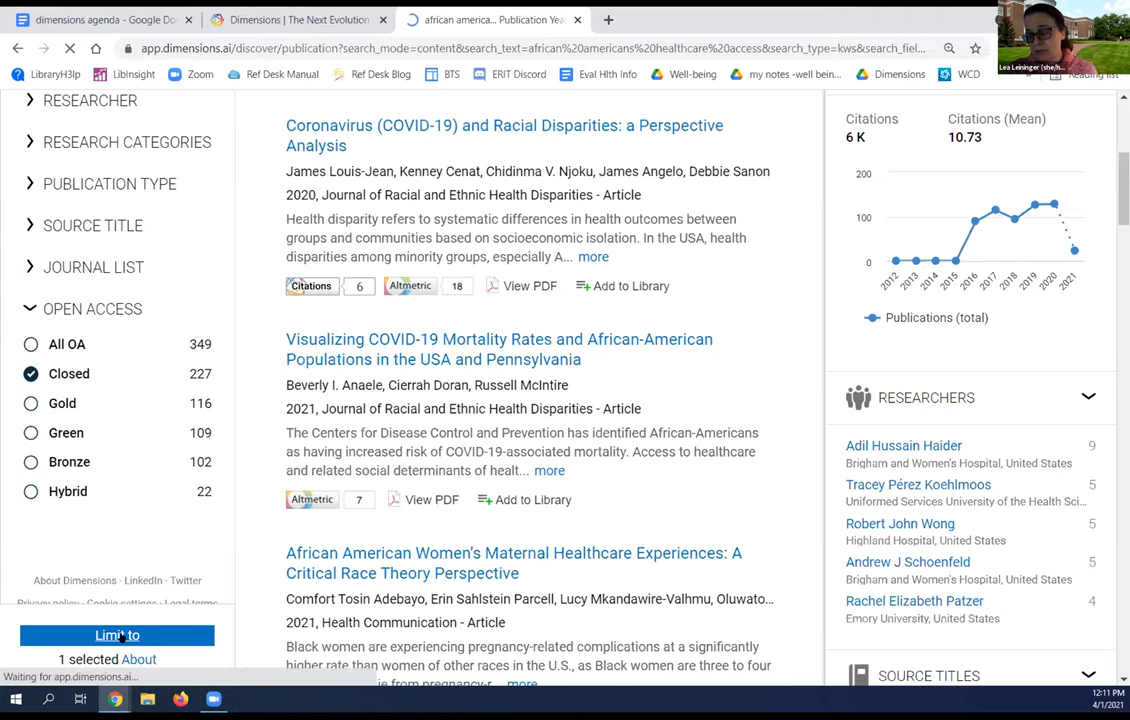 dimensions agenda - Google Do
Dimensions | The Next Evolution
african america... Publication Yea
app.dimensions.ai/discover/publication?search_mode=content&search_text=african%20americans%20healthcare%20access&search_type=kws&search_fiel...
LibraryH3lp
LibInsight
Zoom
Ref Desk Manual
Ref Desk Blog
BTS
ERIT Discord
Eval Hlth Info
Well-being
my notes -well bein...
Dimensions
WCD
»
Reading list
Lea Leininger (she/h...
RESEARCHER
RESEARCH CATEGORIES
PUBLICATION TYPE
SOURCE TITLE
JOURNAL LIST
OPEN ACCESS
All OA 349
Closed 227
Gold 116
Green 109
Bronze 102
Hybrid 22
About Dimensions · LinkedIn · Twitter
Privacy policy · Cookie settings · Legal terms
Limit to
1 selected About
Waiting for app.dimensions.ai...
Coronavirus (COVID-19) and Racial Disparities: a Perspective
Analysis
James Louis-Jean, Kenney Cenat, Chidinma V. Njoku, James Angelo, Debbie Sanon
2020, Journal of Racial and Ethnic Health Disparities - Article
Health disparity refers to systematic differences in health outcomes between
groups and communities based on socioeconomic isolation. In the USA, health
disparities among minority groups, especially A... more
Citations 6 Altmetric 18 View PDF Add to Library
Visualizing COVID-19 Mortality Rates and African-American
Populations in the USA and Pennsylvania
Beverly I. Anaele, Cierrah Doran, Russell McIntire
2021, Journal of Racial and Ethnic Health Disparities - Article
The Centers for Disease Control and Prevention has identified African-Americans
as having increased risk of COVID-19-associated mortality. Access to healthcare
and related social determinants of healt... more
Altmetric 7 View PDF Add to Library
African American Women's Maternal Healthcare Experiences: A
Critical Race Theory Perspective
Comfort Tosin Adebayo, Erin Sahlstein Parcell, Lucy Mkandawire-Valhmu, Oluwato...
2021, Health Communication - Article
Black women are experiencing pregnancy-related complications at a significantly
higher rate than women of other races in the U.S., as Black women are three to four
ie from pregnancy-r... more
Citations Citations (Mean)
6 K 10.73
200
100
0
2012 2013 2014 2015 2016 2017 2018 2019 2020 2021
Publications (total)
RESEARCHERS
Adil Hussain Haider 9
Brigham and Women's Hospital, United States
Tracey Pérez Koehlmoos 5
Uniformed Services University of the Health Sci...
Robert John Wong 5
Highland Hospital, United States
Andrew J Schoenfeld 5
Brigham and Women's Hospital, United States
Rachel Elizabeth Patzer 4
Emory University, United States
SOURCE TITLES
12:11 PM
4/1/2021